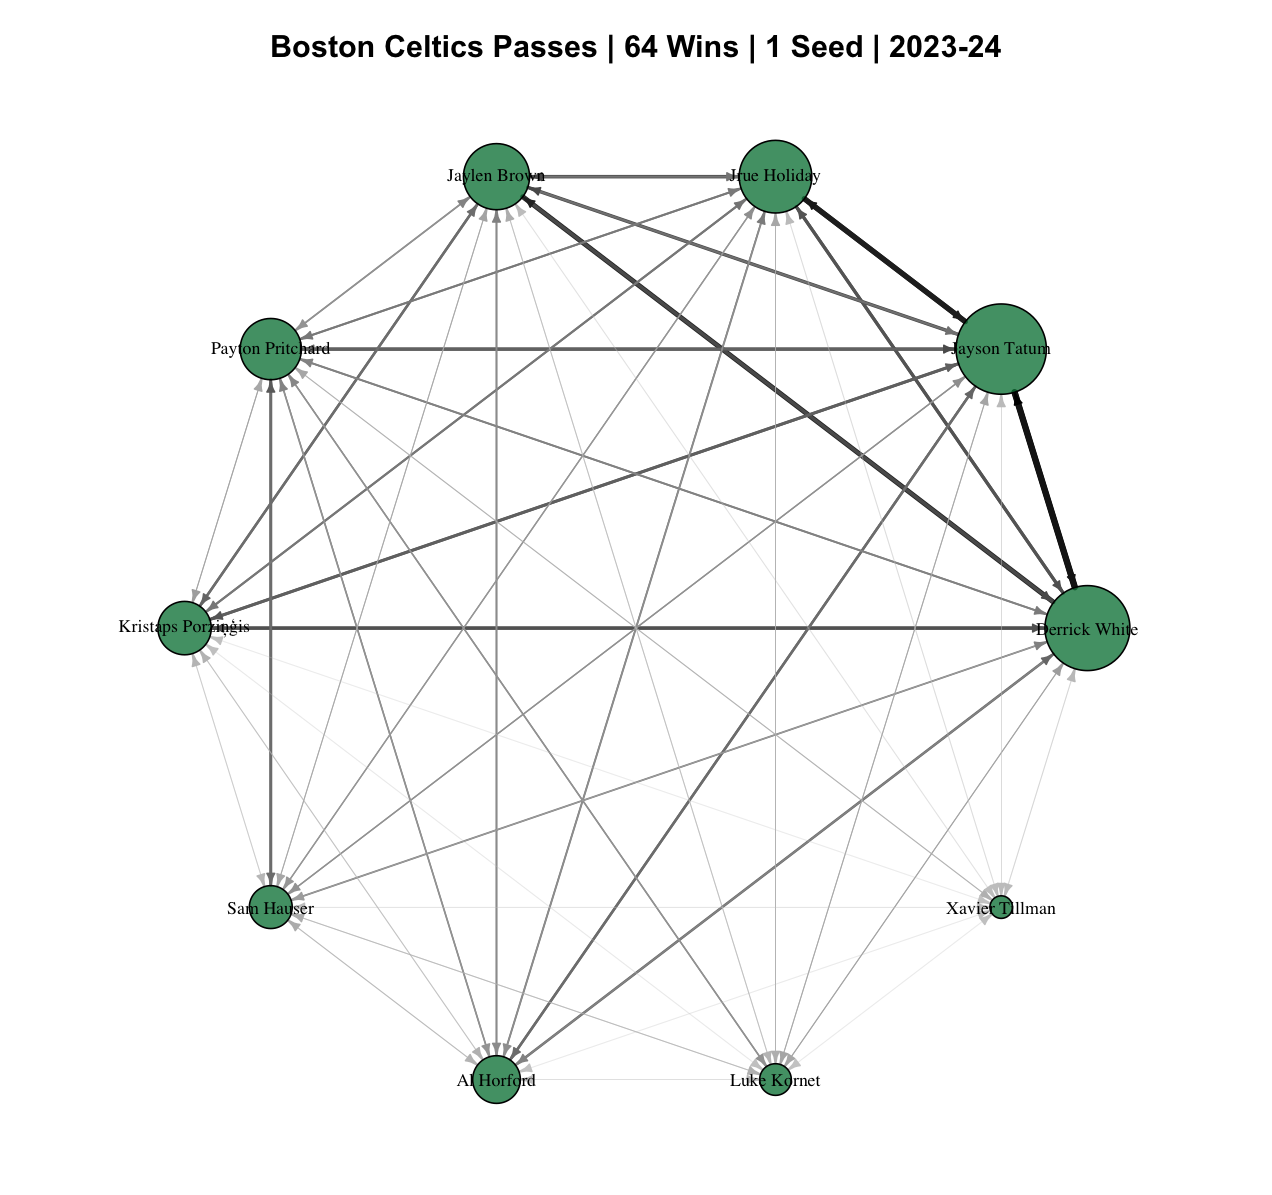 Boston Celtics Passes | 64 Wins | 1 Seed | 2023-24
Jaylen Brown
Jrue Holiday
Payton Pritchard
Jayson Tatum
Kristaps Porziņģis
Derrick White
Sam Hauser
Xavier Tillman
Al Horford
Luke Kornet